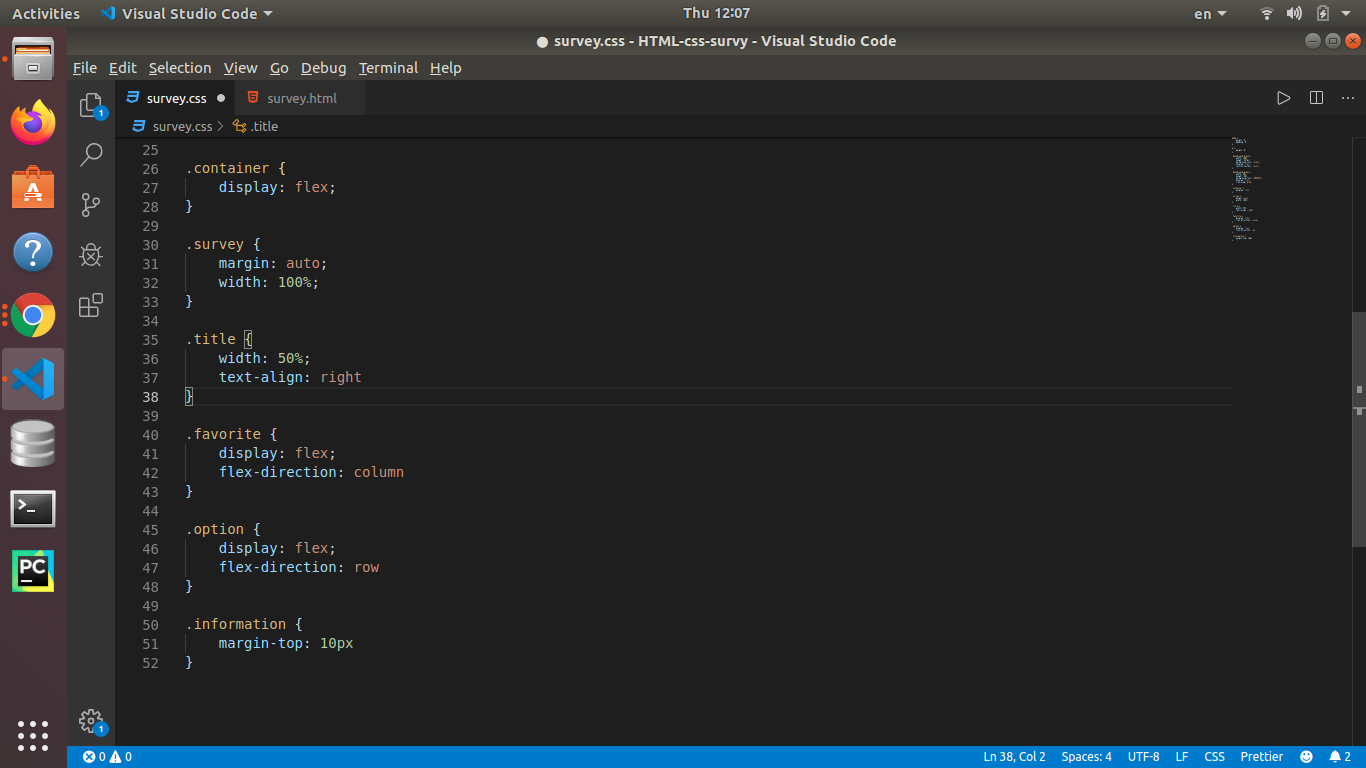 Activities Visual Studio Code Thu 12:07 en
● survey.css - HTML-css-survy - Visual Studio Code
File Edit Selection View Go Debug Terminal Help
1 survey.css ● survey.html
survey.css > .title
25
26 .container {
27 display: flex;
28 }
29
30 .survey {
31 margin: auto;
32 width: 100%;
33 }
34
35 .title {
36 width: 50%;
37 text-align: right
38 }
39
40 .favorite {
41 display: flex;
42 flex-direction: column
43 }
44
45 .option {
46 display: flex;
47 flex-direction: row
48 }
49
50 .information {
51 margin-top: 10px
52 }
PC
1
0 0 Ln 38, Col 2 Spaces: 4 UTF-8 LF CSS Prettier 2